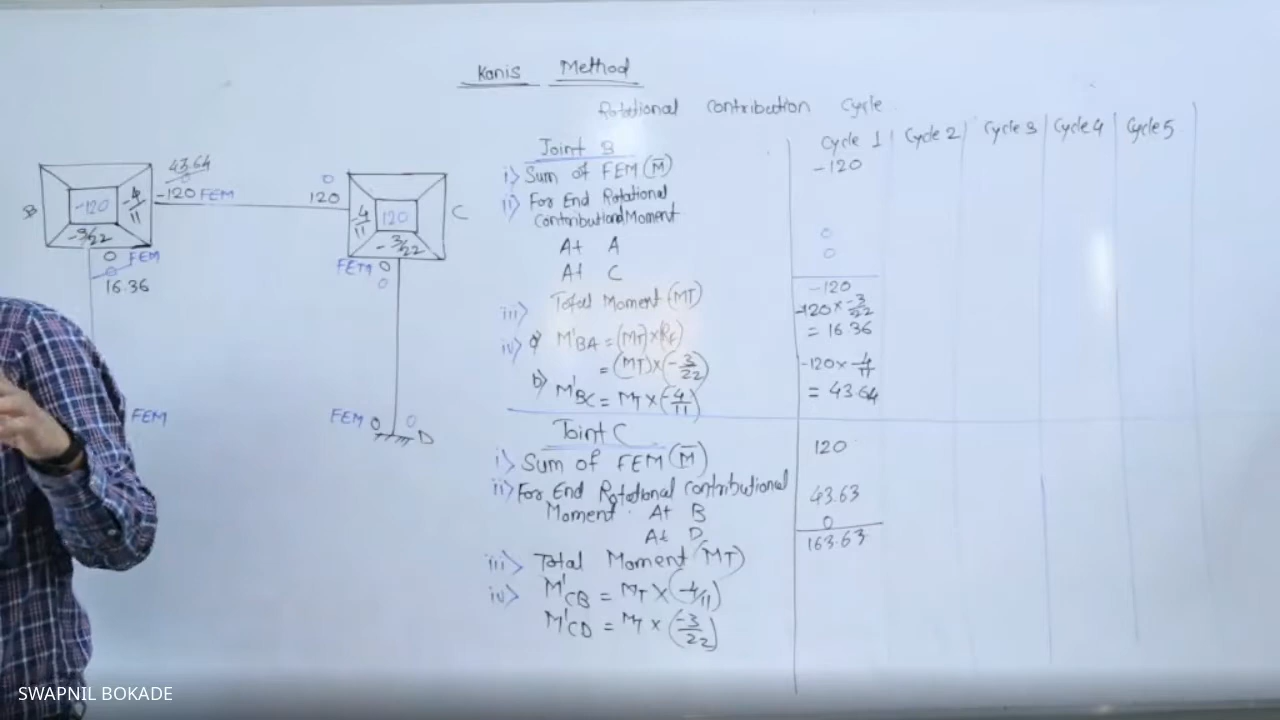 Kanis Method
Rotational Contribution Cycle
Cycle 1 Cycle 2 Cycle 3 Cycle 4 Cycle 5
Joint B
i) Sum of FEM (M̄) -120
ii) For End Rotational
Contributiond Moment
At A 0
At C 0
iii) Total Moment (MT) -120
iv) a) M'BA = (MT) x (RF) -120 x -3/22
= (MT) x (-3/22) = 16.36
b) M'BC = MT x (-4/11) -120 x -4/11
= 43.64
Joint C
i) Sum of FEM (M̄) 120
ii) For End Rotational Contributional
Moment. At B 43.63
At D 0
iii) Total Moment (MT) 163.63
iv) M'CB = MT x (-4/11)
M'CD = MT x (-3/22)
43.64
0
B -120 -4/11 -120 FEM
-3/22
0 FEM
0
16.36
FEM
0
120 -4/11 120 C
-3/22
FEM 0
0
FEM 0 0
D
SWAPNIL BOKADE